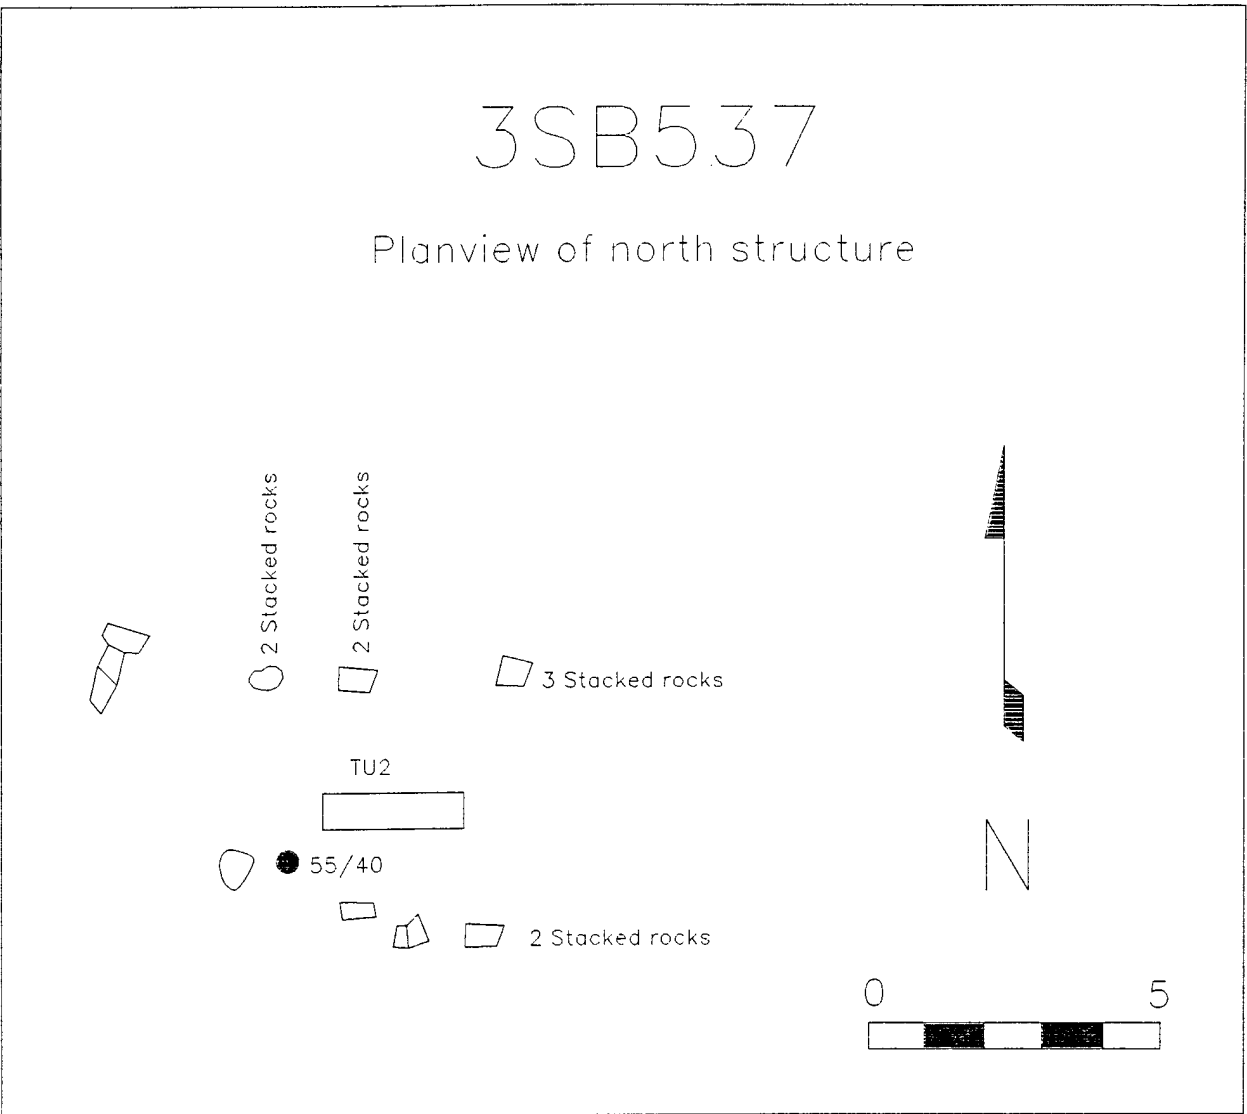 3SB537
Planview of north structure
2 Stacked rocks
2 Stacked rocks
3 Stacked rocks
TU2
55/40
2 Stacked rocks
N
0 5